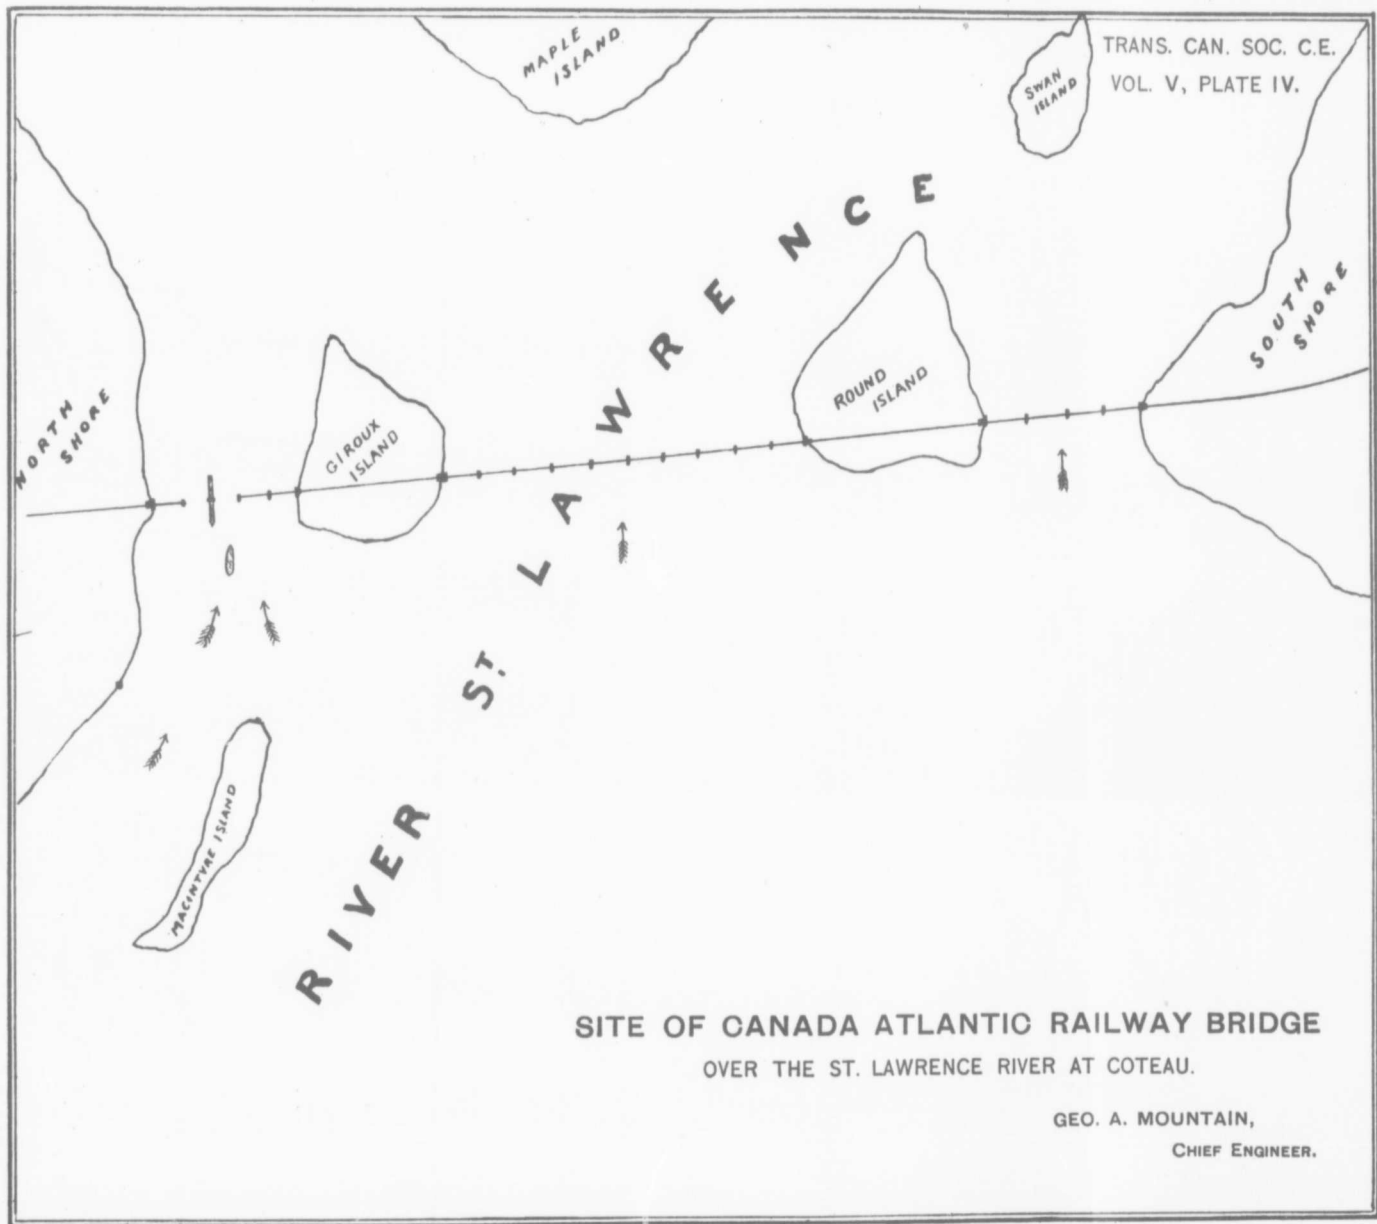 TRANS. CAN. SOC. C.E.
VOL. V, PLATE IV.
MAPLE
ISLAND
SWAN
ISLAND
NORTH
SHORE
GIROUX
ISLAND
ROUND
ISLAND
SOUTH
SHORE
RIVER ST. LAWRENCE
MACINTYRE ISLAND
SITE OF CANADA ATLANTIC RAILWAY BRIDGE
OVER THE ST. LAWRENCE RIVER AT COTEAU.
GEO. A. MOUNTAIN,
CHIEF ENGINEER.